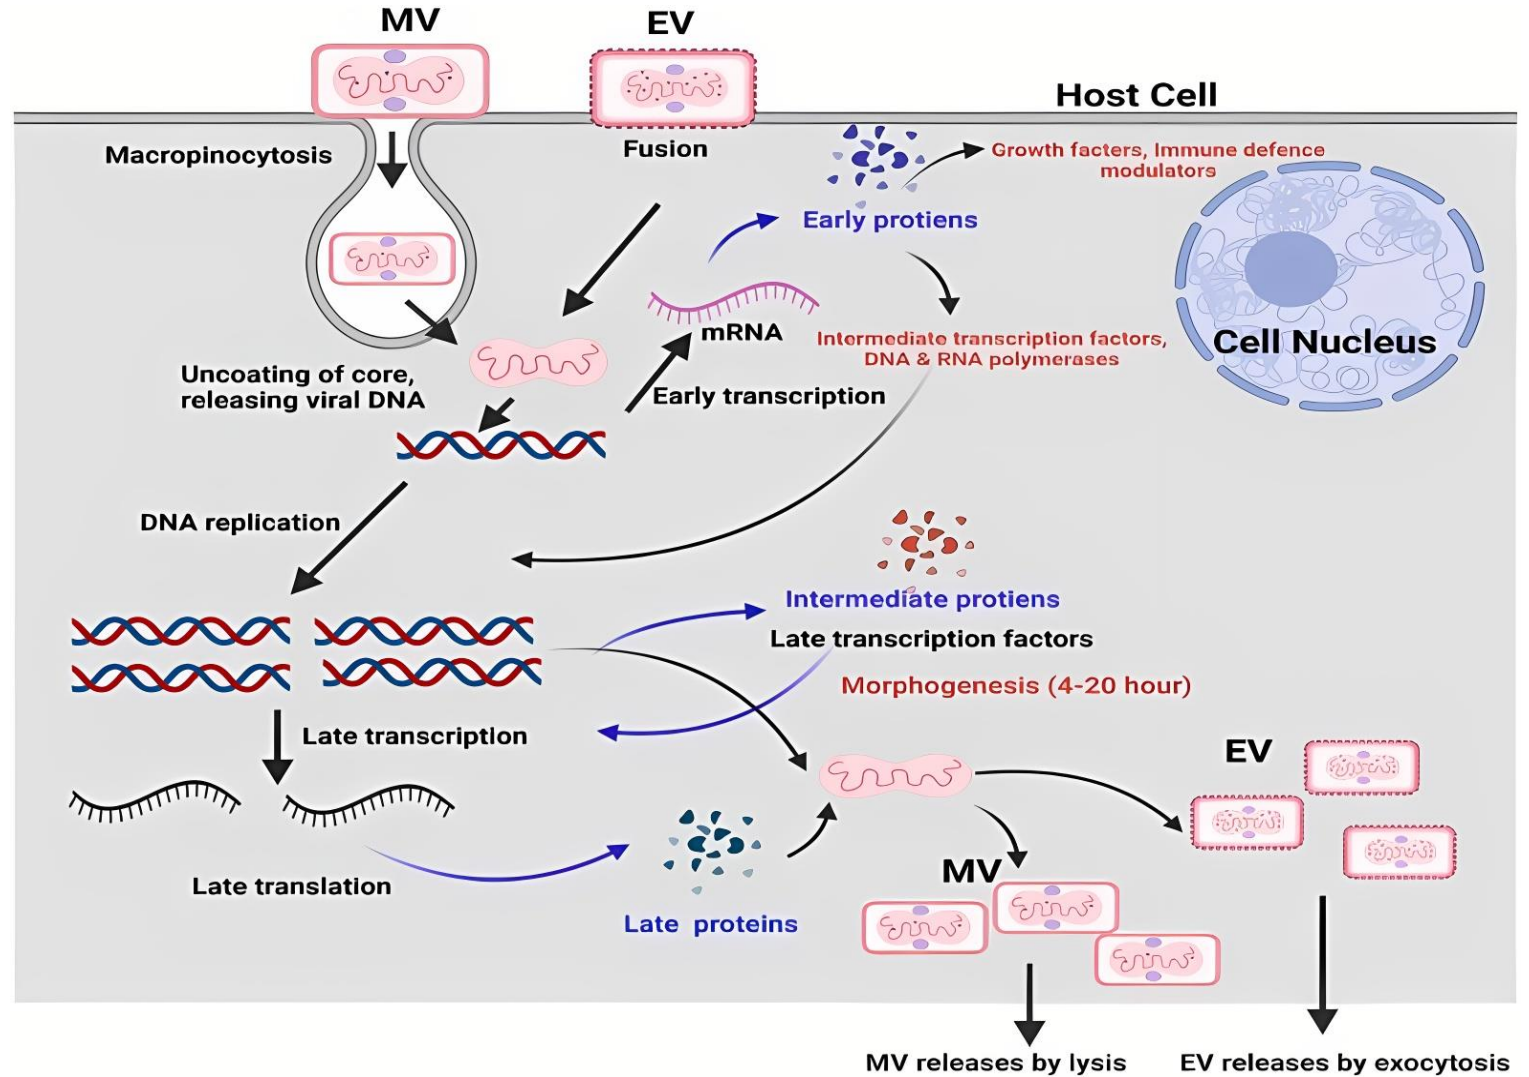 MV
EV
Host Cell
Macropinocytosis
Fusion
Growth facters, Immune defence
modulators
Early protiens
mRNA
Intermediate transcription factors,
DNA & RNA polymerases
Cell Nucleus
Uncoating of core,
releasing viral DNA
Early transcription
DNA replication
Intermediate protiens
Late transcription factors
Morphogenesis (4-20 hour)
Late transcription
EV
MV
Late translation
Late proteins
MV releases by lysis
EV releases by exocytosis